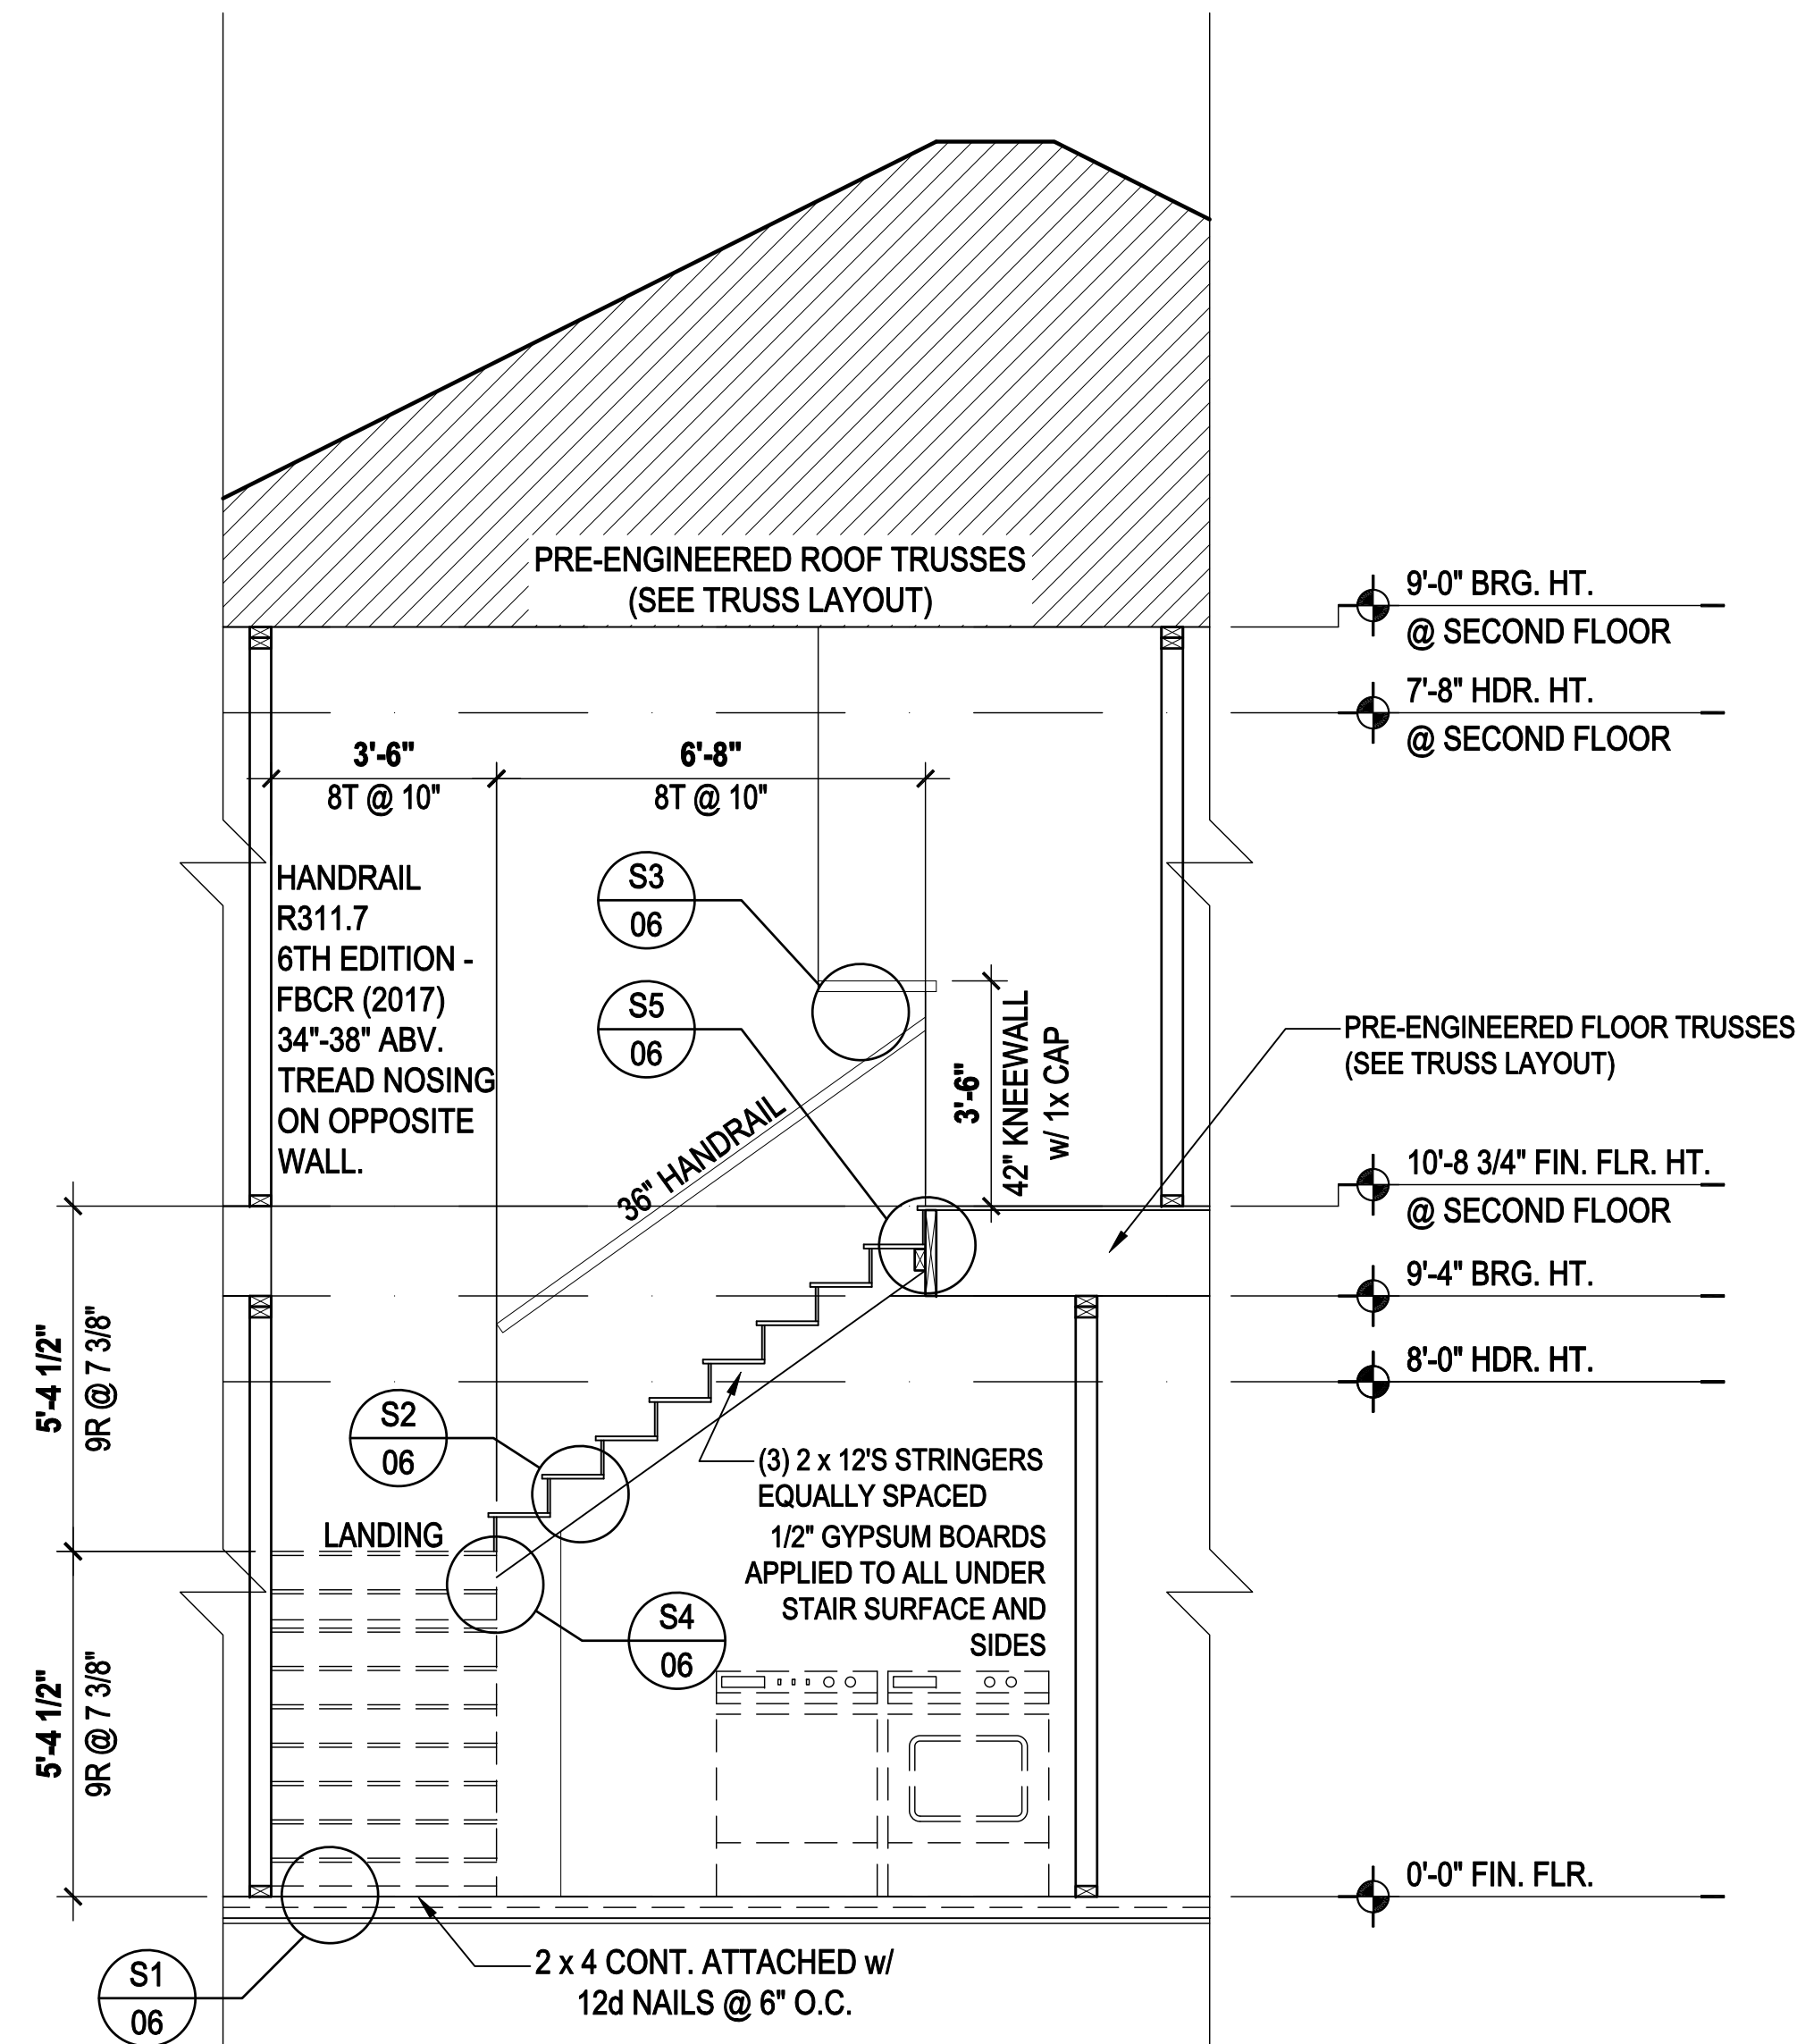 PRE-ENGINEERED ROOF TRUSSES
(SEE TRUSS LAYOUT)
9'-0" BRG. HT.
@ SECOND FLOOR
7'-8" HDR. HT.
@ SECOND FLOOR
3'-6"
8T @ 10"
6'-8"
8T @ 10"
HANDRAIL
R311.7
6TH EDITION -
FBCR (2017)
34"-38" ABV.
TREAD NOSING
ON OPPOSITE
WALL.
S3
06
S5
06
36" HANDRAIL
3'-6"
42" KNEEWALL
w/ 1x CAP
PRE-ENGINEERED FLOOR TRUSSES
(SEE TRUSS LAYOUT)
10'-8 3/4" FIN. FLR. HT.
@ SECOND FLOOR
9'-4" BRG. HT.
8'-0" HDR. HT.
5'-4 1/2"
9R @ 7 3/8"
S2
06
(3) 2 x 12'S STRINGERS
EQUALLY SPACED
LANDING
1/2" GYPSUM BOARDS
APPLIED TO ALL UNDER
STAIR SURFACE AND
SIDES
S4
06
5'-4 1/2"
9R @ 7 3/8"
0'-0" FIN. FLR.
2 x 4 CONT. ATTACHED w/
12d NAILS @ 6" O.C.
S1
06